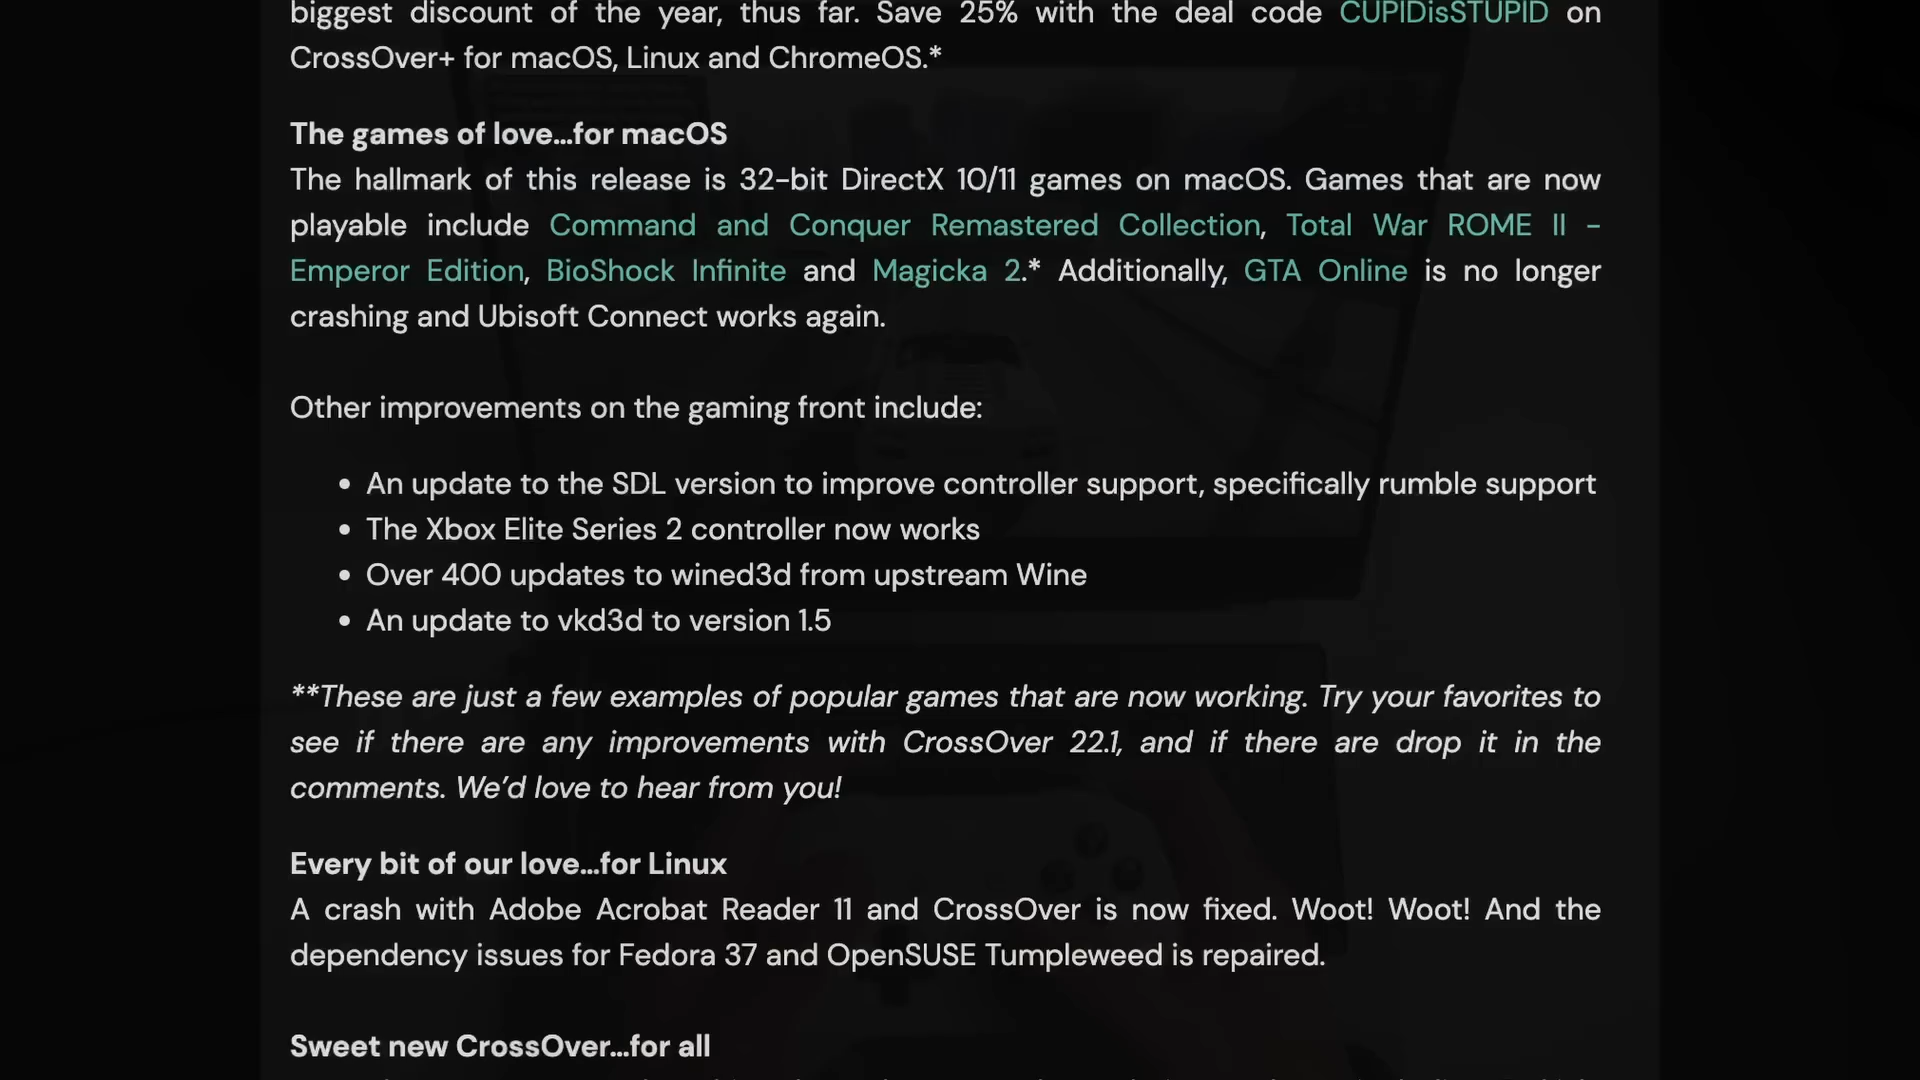 biggest discount of the year, thus far. Save 25% with the deal code CUPIDisSTUPID on
CrossOver+ for macOS, Linux and ChromeOS.*
The games of love...for macOS
The hallmark of this release is 32-bit DirectX 10/11 games on macOS. Games that are now
playable include Command and Conquer Remastered Collection, Total War ROME II –
Emperor Edition, BioShock Infinite and Magicka 2.* Additionally, GTA Online is no longer
crashing and Ubisoft Connect works again.
Other improvements on the gaming front include:
• An update to the SDL version to improve controller support, specifically rumble support
• The Xbox Elite Series 2 controller now works
• Over 400 updates to wined3d from upstream Wine
• An update to vkd3d to version 1.5
**These are just a few examples of popular games that are now working. Try your favorites to
see if there are any improvements with CrossOver 22.1, and if there are drop it in the
comments. We’d love to hear from you!
Every bit of our love...for Linux
A crash with Adobe Acrobat Reader 11 and CrossOver is now fixed. Woot! Woot! And the
dependency issues for Fedora 37 and OpenSUSE Tumpleweed is repaired.
Sweet new CrossOver...for all